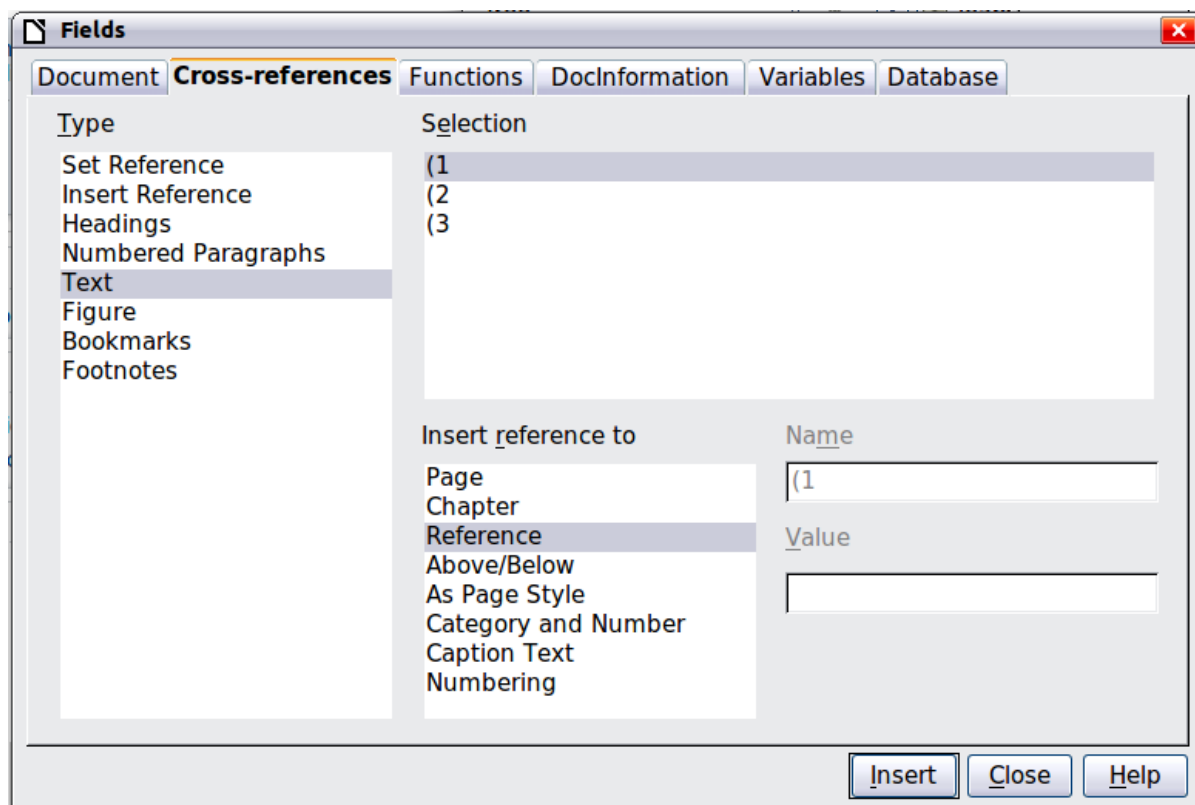 Fields
Document Cross-references Functions DocInformation Variables Database
Type
Set Reference
Insert Reference
Headings
Numbered Paragraphs
Text
Figure
Bookmarks
Footnotes
Selection
(1
(2
(3
Insert reference to
Page
Chapter
Reference
Above/Below
As Page Style
Category and Number
Caption Text
Numbering
Name
(1
Value
Insert Close Help